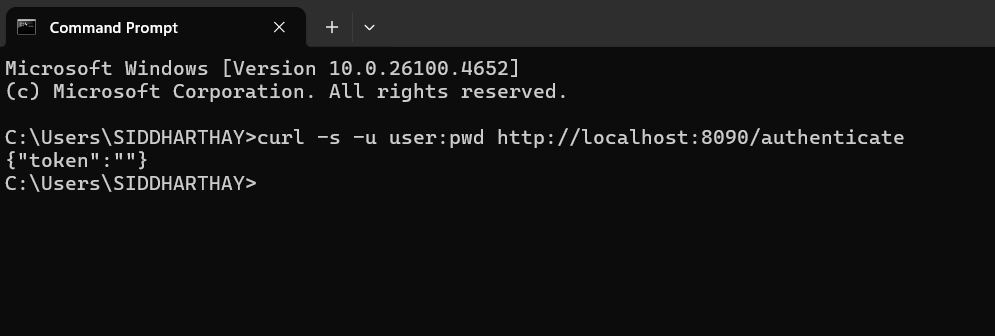 Command Prompt
Microsoft Windows [Version 10.0.26100.4652]
(c) Microsoft Corporation. All rights reserved.
C:\Users\SIDDHARTHAY>curl -s -u user:pwd http://localhost:8090/authenticate
{"token":""}
C:\Users\SIDDHARTHAY>